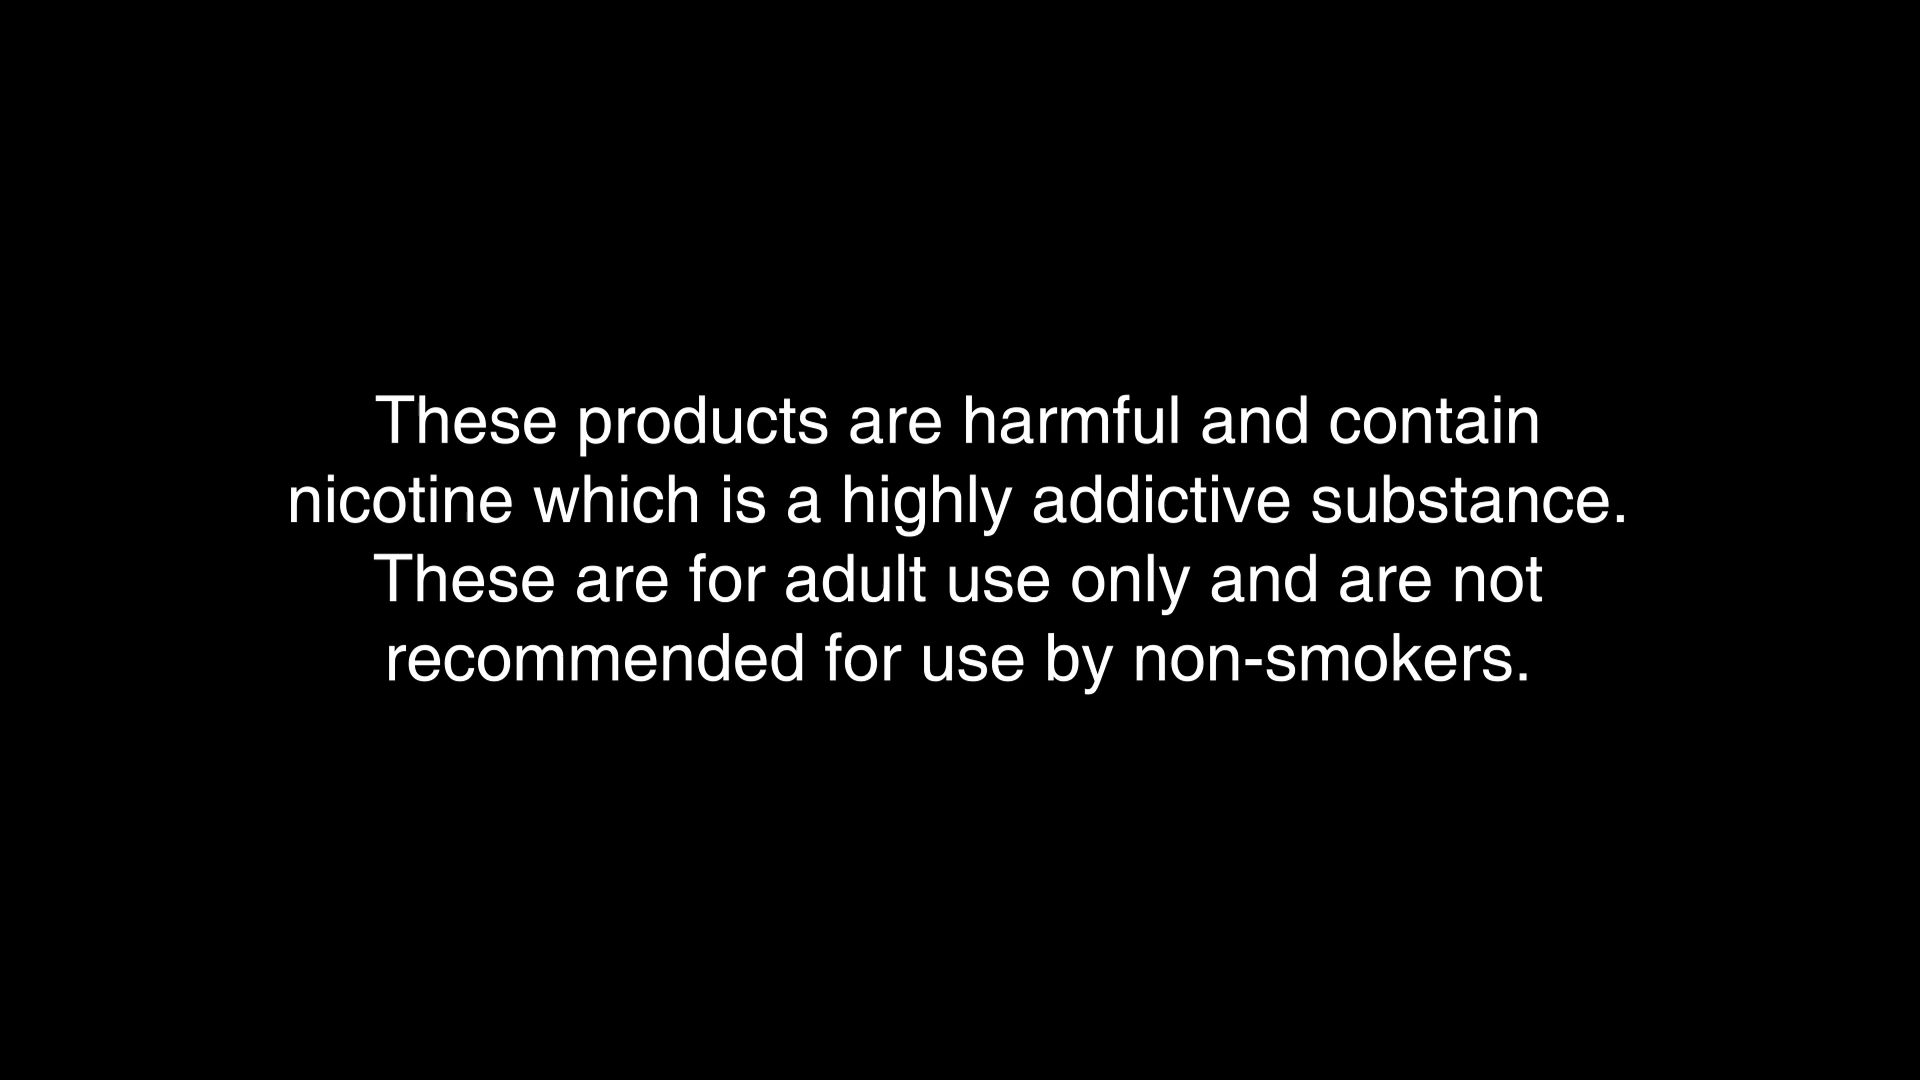 These products are harmful and contain
nicotine which is a highly addictive substance.
These are for adult use only and are not
recommended for use by non-smokers.